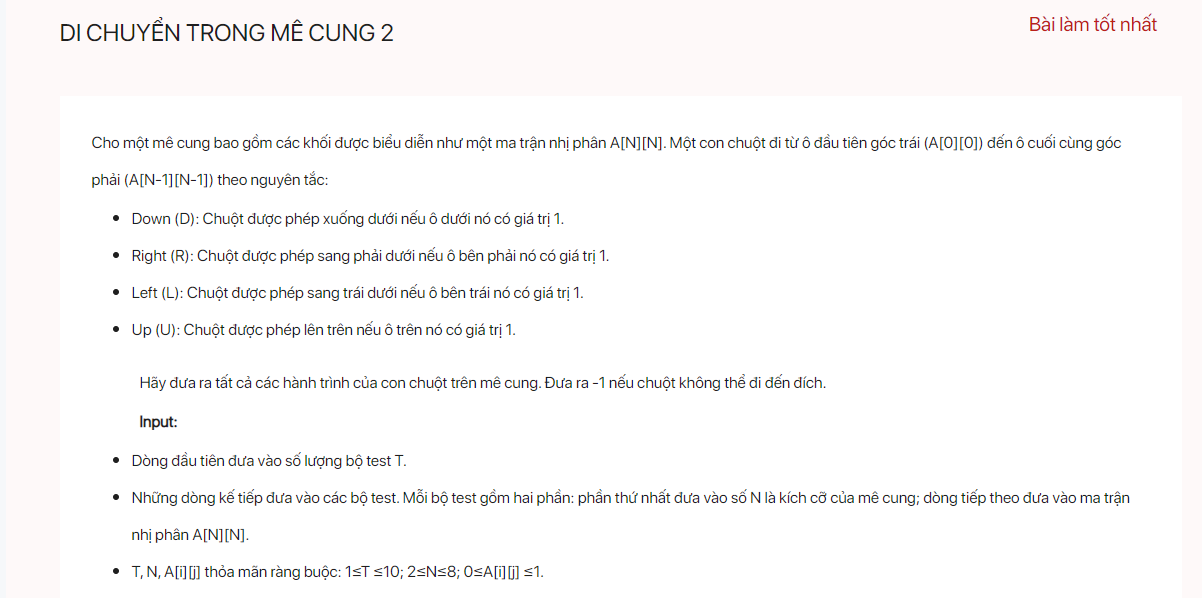 DI CHUYỂN TRONG MÊ CUNG 2
Bài làm tốt nhất
Cho một mê cung bao gồm các khối được biểu diễn như một ma trận nhị phân A[N][N]. Một con chuột đi từ ô đầu tiên góc trái (A[0][0]) đến ô cuối cùng góc
phải (A[N-1][N-1]) theo nguyên tắc:
• Down (D): Chuột được phép xuống dưới nếu ô dưới nó có giá trị 1.
• Right (R): Chuột được phép sang phải dưới nếu ô bên phải nó có giá trị 1.
• Left (L): Chuột được phép sang trái dưới nếu ô bên trái nó có giá trị 1.
• Up (U): Chuột được phép lên trên nếu ô trên nó có giá trị 1.
Hãy đưa ra tất cả các hành trình của con chuột trên mê cung. Đưa ra -1 nếu chuột không thể đi đến đích.
Input:
• Dòng đầu tiên đưa vào số lượng bộ test T.
• Những dòng kế tiếp đưa vào các bộ test. Mỗi bộ test gồm hai phần: phần thứ nhất đưa vào số N là kích cỡ của mê cung; dòng tiếp theo đưa vào ma trận
nhị phân A[N][N].
• T, N, A[i][j] thỏa mãn ràng buộc: 1≤T ≤10; 2≤N≤8; 0≤A[i][j] ≤1.